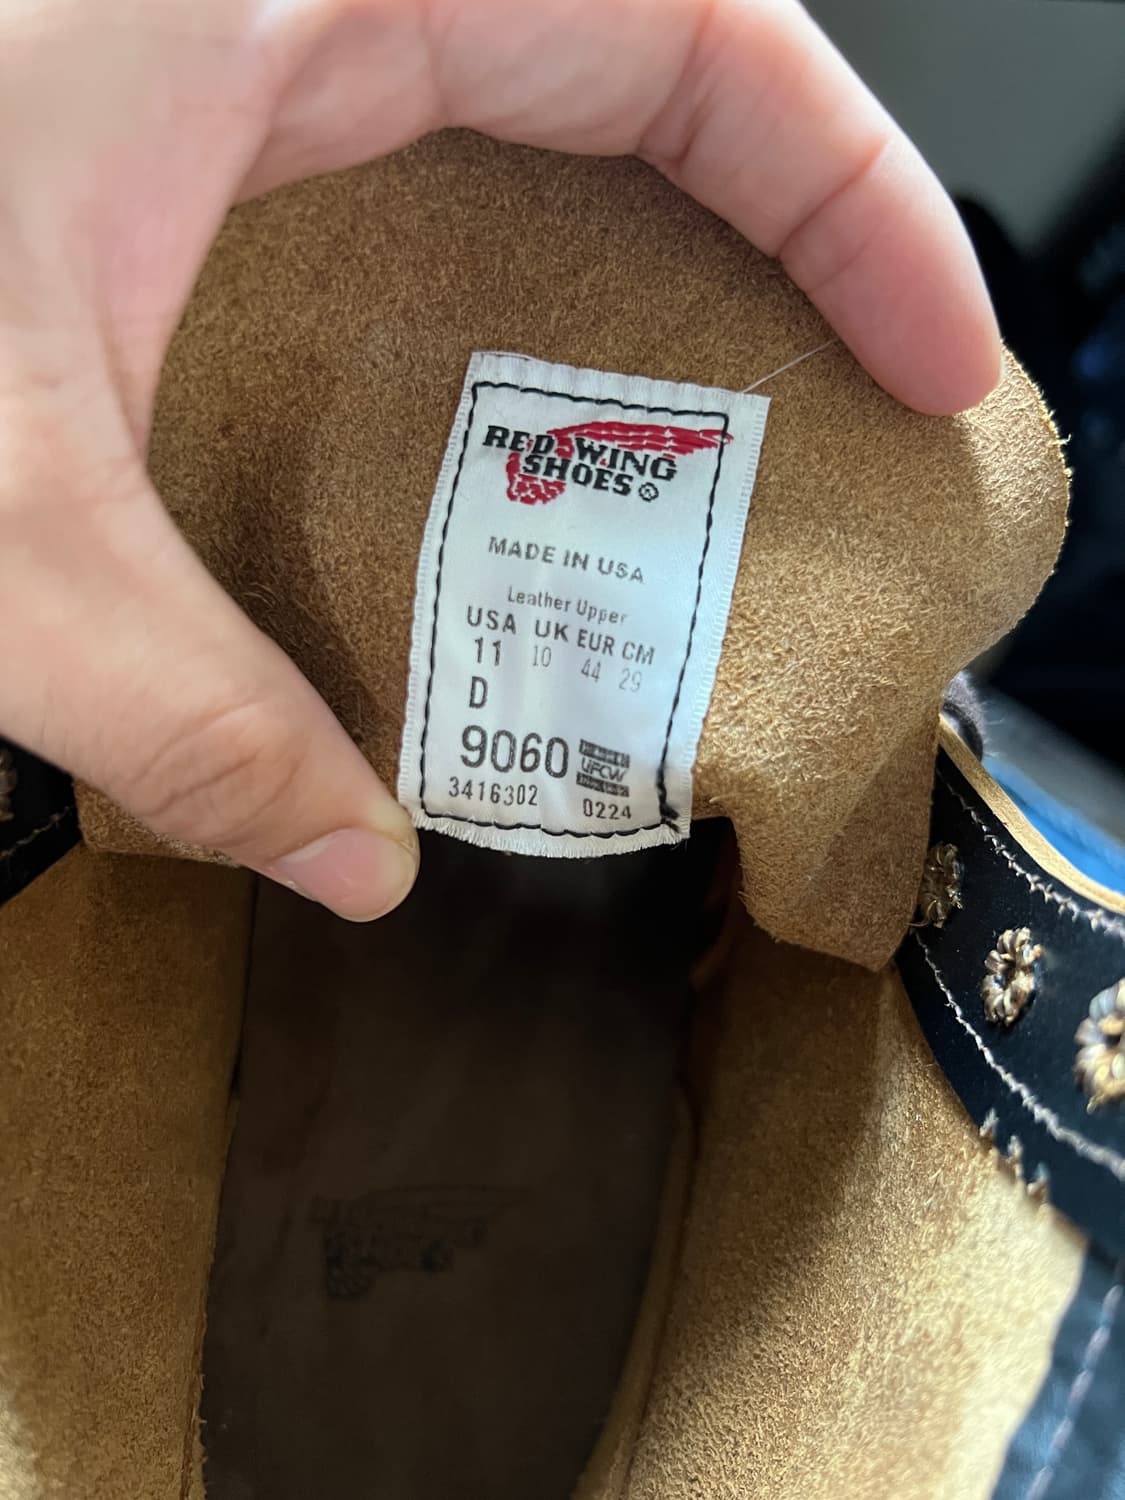 RED WING
SHOES ®
MADE IN USA
Leather Upper
USA UK EUR CM
11 10 44 29
D
9060
UFCW
3416302 0224